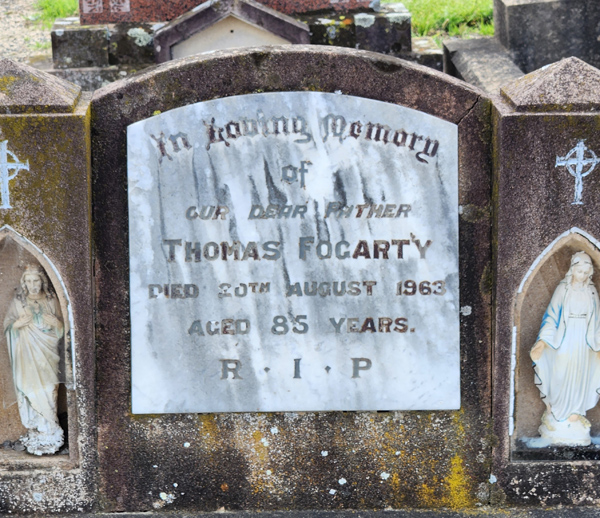 In Loving Memory
of
OUR DEAR FATHER
THOMAS FOGARTY
DIED 20TH AUGUST 1963
AGED 85 YEARS.
R · I · P